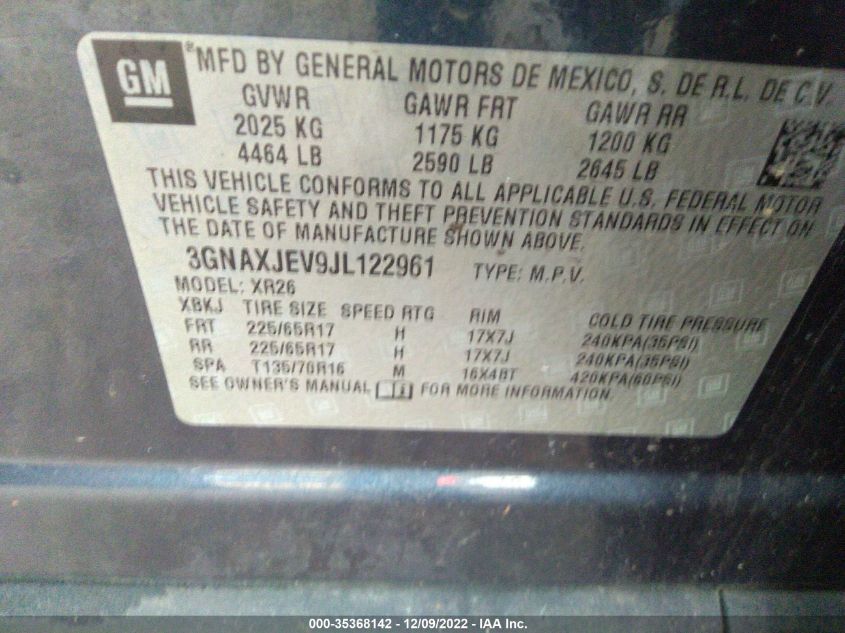 GM
® MFD BY GENERAL MOTORS DE MEXICO, S. DE R.L. DE C.V.
GVWR GAWR FRT GAWR RR
2025 KG 1175 KG 1200 KG
4464 LB 2590 LB 2645 LB
THIS VEHICLE CONFORMS TO ALL APPLICABLE U.S. FEDERAL MOTOR
VEHICLE SAFETY AND THEFT PREVENTION STANDARDS IN EFFECT ON
THE DATE OF MANUFACTURE SHOWN ABOVE.
3GNAXJEV9JL122961 TYPE: M.P.V.
MODEL: XR26
XBKJ TIRE SIZE SPEED RTG RIM COLD TIRE PRESSURE
FRT 225/65R17 H 17X7J 240KPA(35PSI)
RR 225/65R17 H 17X7J 240KPA(35PSI)
SPA T135/70R16 M 16X4BT 420KPA(60PSI)
SEE OWNER'S MANUAL FOR MORE INFORMATION.
000-35368142 - 12/09/2022 - IAA Inc.